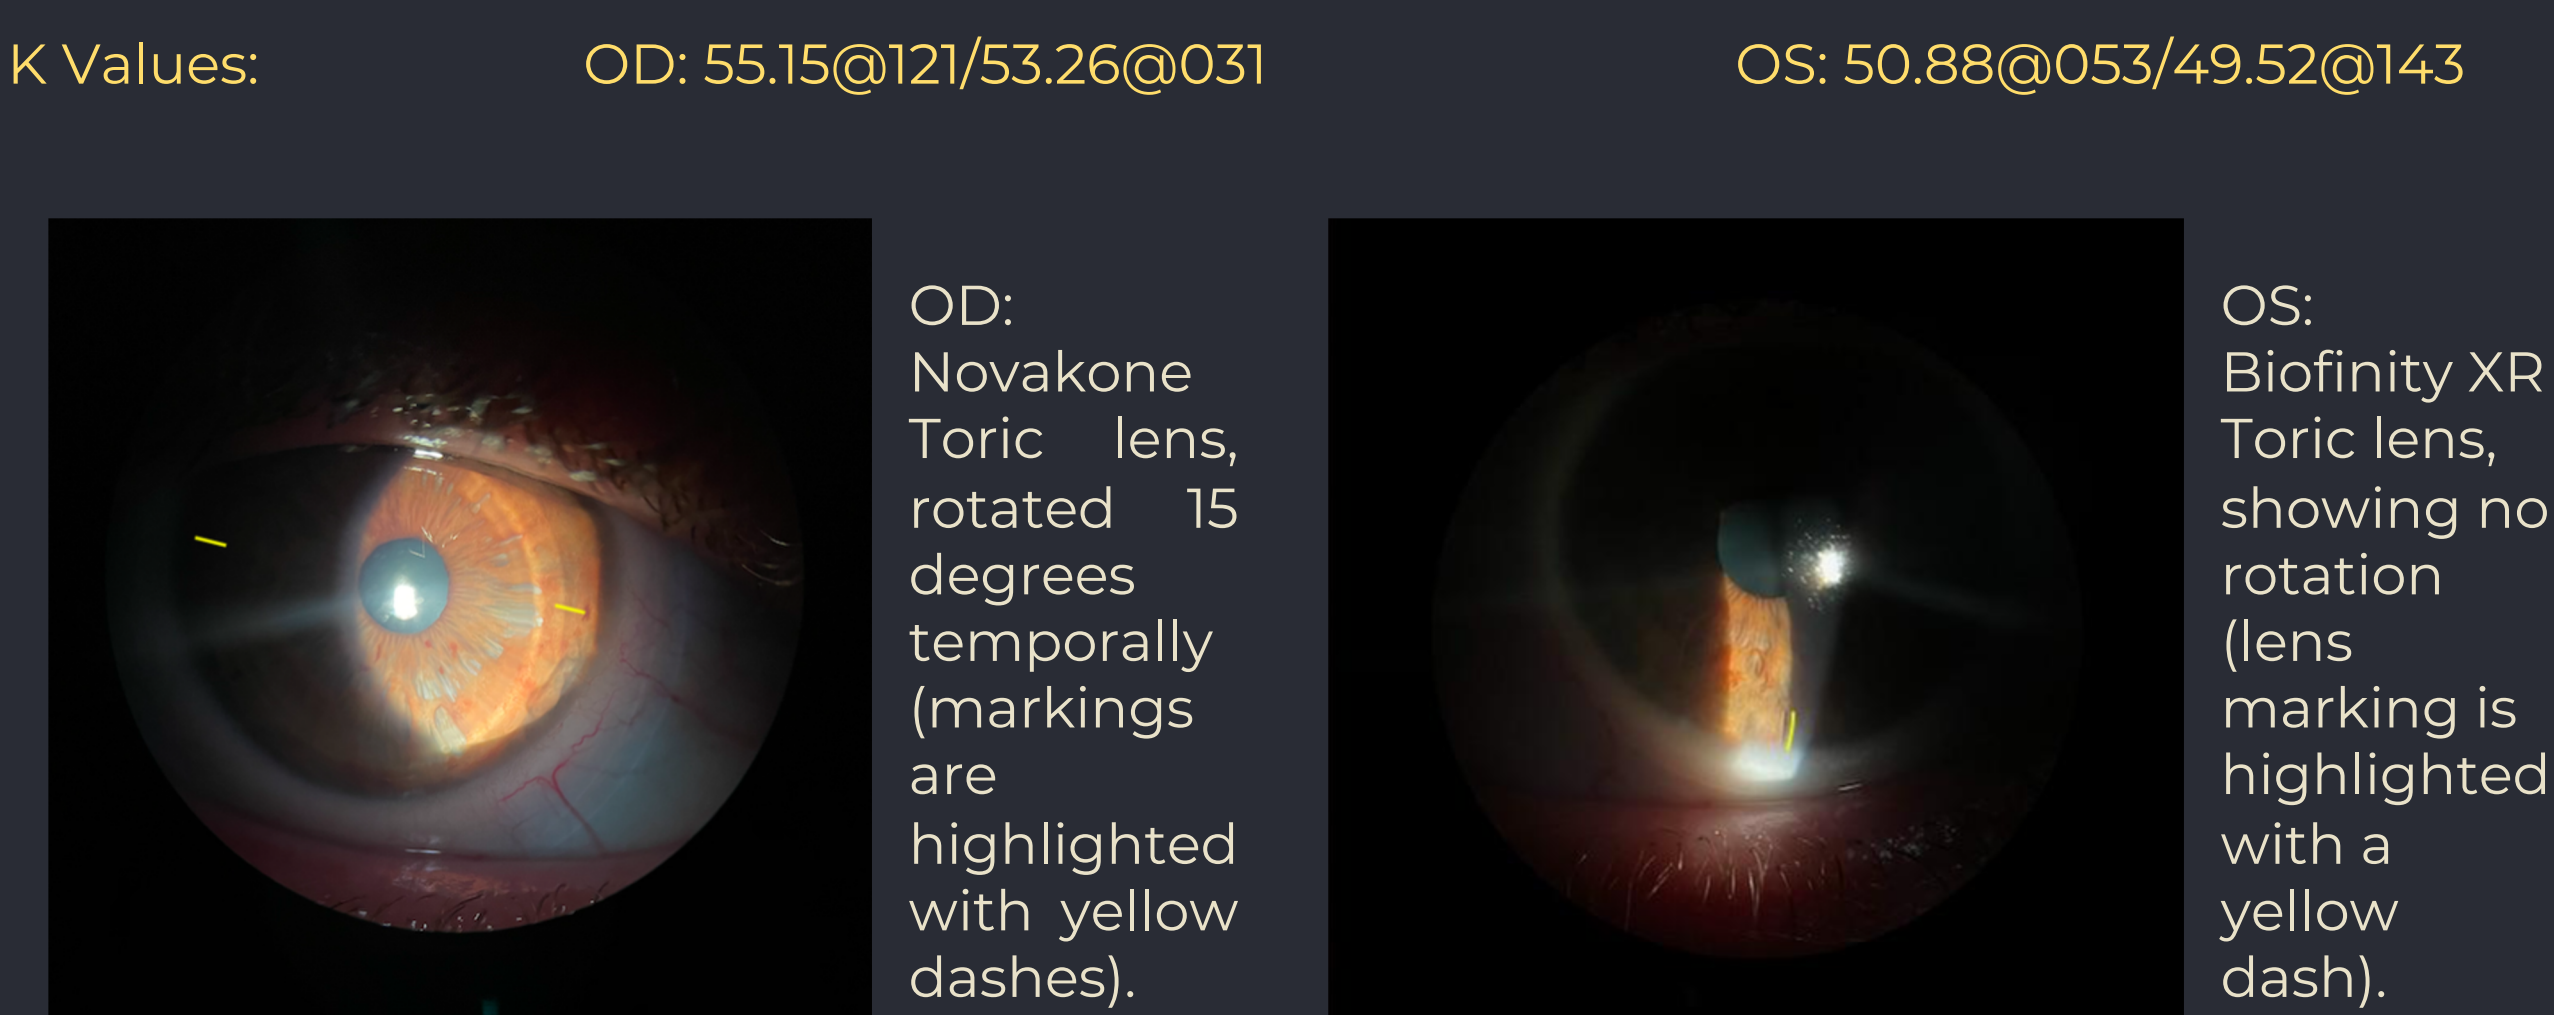 K Values:
OD: 55.15@121/53.26@031
OS: 50.88@053/49.52@143
OD:
Novakone
Toric lens,
rotated 15
degrees
temporally
(markings
are
highlighted
with yellow
dashes).
OS:
Biofinity XR
Toric lens,
showing no
rotation
(lens
marking is
highlighted
with a
yellow
dash).